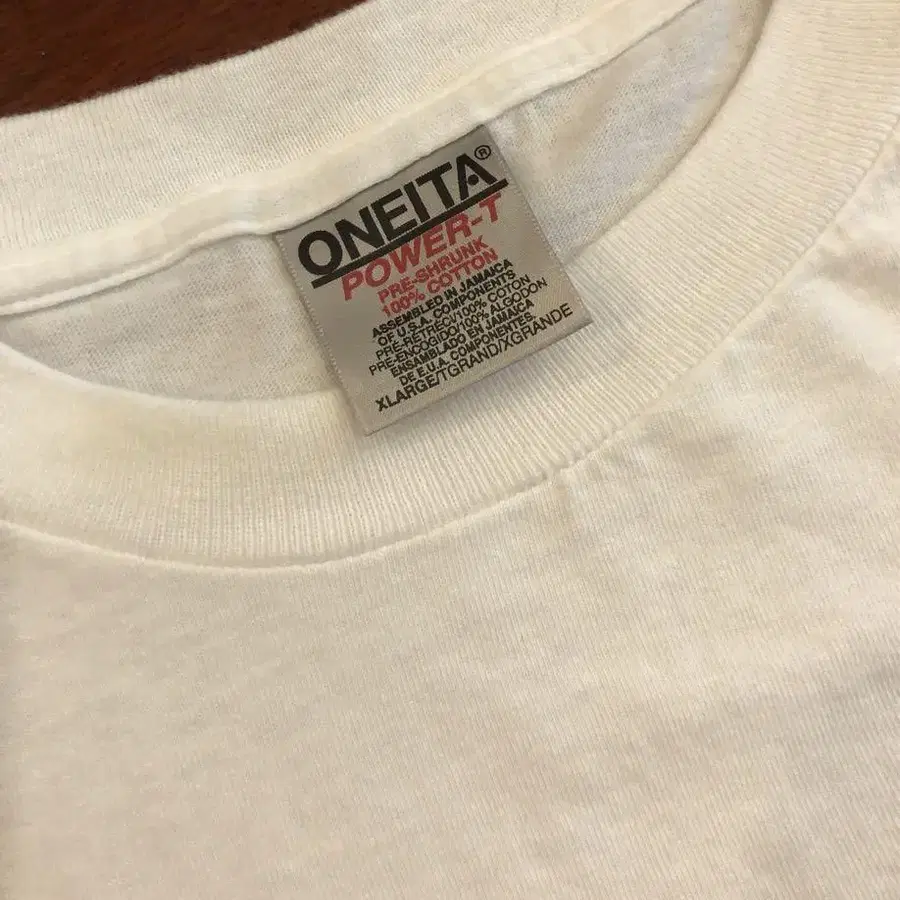 ONEITA®
POWER-T
PRE-SHRUNK
100% COTTON
ASSEMBLED IN JAMAICA
OF U.S.A. COMPONENTS
PRE-RETRECI/100% COTON
PRE-ENCOGIDO/100% ALGODON
ENSAMBLADO EN JAMAICA
DE E.U.A. COMPONENTES.
XLARGE/TGRAND/XGRANDE